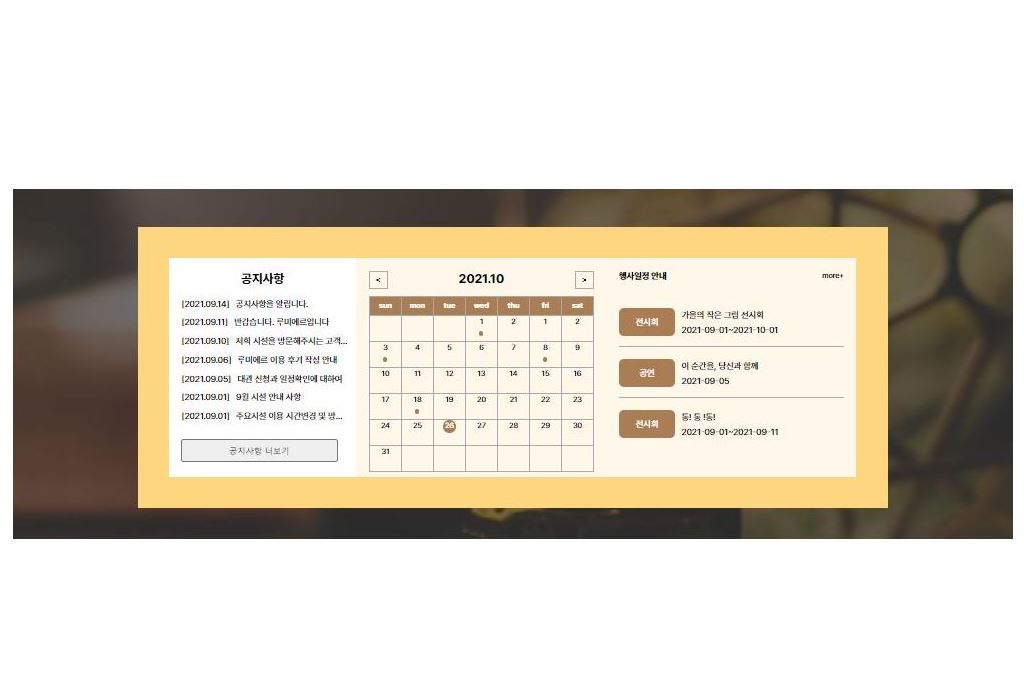 공지사항
[2021.09.14] 공지사항을 알립니다.
[2021.09.11] 반갑습니다. 루미에르입니다
[2021.09.10] 저희 시설을 방문해주시는 고객...
[2021.09.06] 루미에르 이용 후기 작성 안내
[2021.09.05] 대관 신청과 일정확인에 대하여
[2021.09.01] 9월 시설 안내 사항
[2021.09.01] 주요시설 이용 시간변경 및 방...
공지사항 더보기
< 2021.10 >
sun mon tue wed thu fri sat
1 2 1 2
3 4 5 6 7 8 9
10 11 12 13 14 15 16
17 18 19 20 21 22 23
24 25 26 27 28 29 30
31
행사일정 안내 more+
전시회
가을의 작은 그림 전시회
2021-09-01~2021-10-01
공연
이 순간을, 당신과 함께
2021-09-05
전시회
동! 동 !동!
2021-09-01~2021-09-11